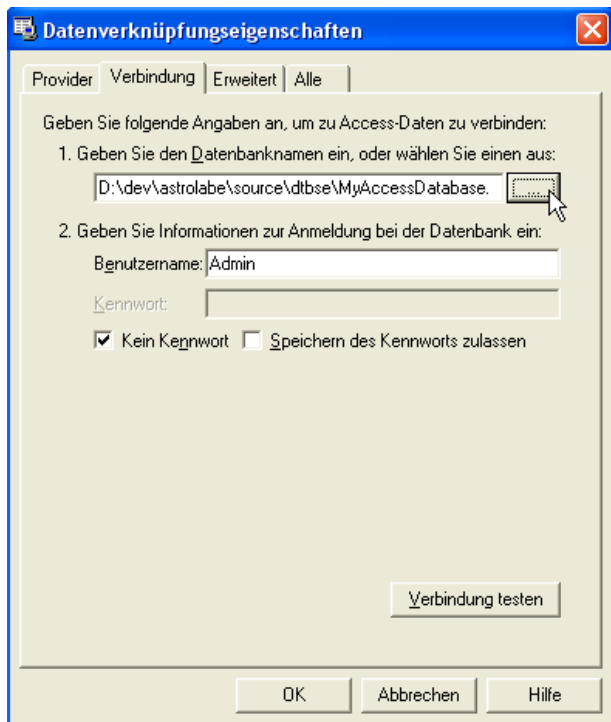 Datenverknüpfungseigenschaften
Provider Verbindung Erweitert Alle
Geben Sie folgende Angaben an, um zu Access-Daten zu verbinden:
1. Geben Sie den Datenbanknamen ein, oder wählen Sie einen aus:
D:\dev\astrolabe\source\dtbse\MyAccessDatabase. ...
2. Geben Sie Informationen zur Anmeldung bei der Datenbank ein:
Benutzername: Admin
Kennwort:
Kein Kennwort Speichern des Kennworts zulassen
Verbindung testen
OK Abbrechen Hilfe